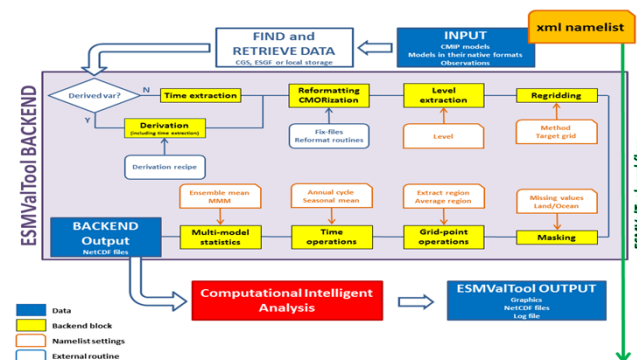 xml namelist
FIND and
RETRIEVE DATA
CGS, ESGF or local storage
INPUT
CMIP models
Models in their native formats
Observations
ESMValTool BACKEND
Derived var?
N
Y
Time extraction
Derivation
(including time extraction)
Derivation recipe
Reformatting
CMORization
Fix-files
Reformat routines
Level
extraction
Level
Regridding
Method
Target grid
Ensemble mean
MMM
Annual cycle
Seasonal mean
Extract region
Average region
Missing values
Land/Ocean
BACKEND
Output
NetCDF files
Multi-model
statistics
Time
operations
Grid-point
operations
Masking
Computational Intelligent
Analysis
ESMValTool OUTPUT
Graphics
NetCDF files
Log file
Data
Backend block
Namelist settings
External routine